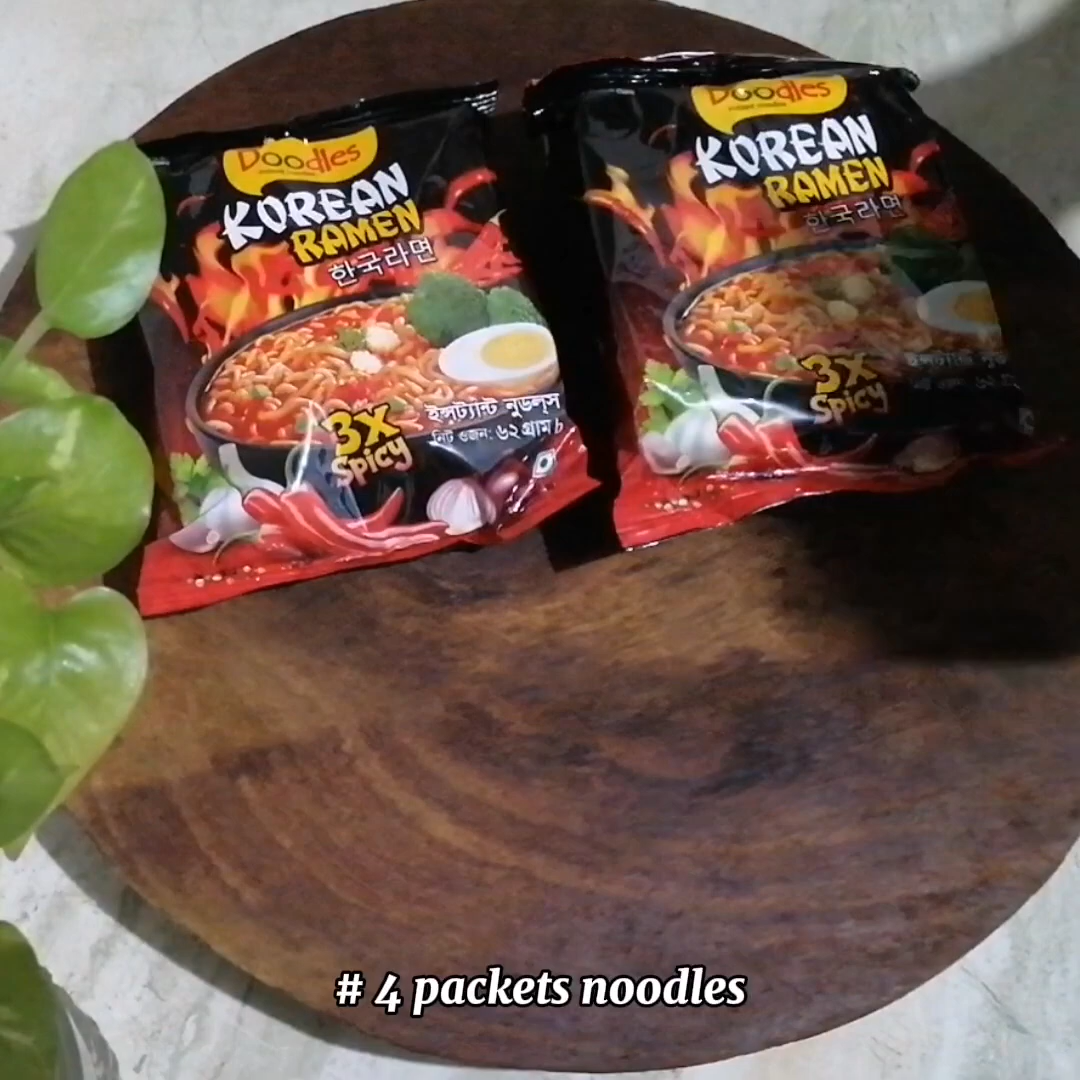 Doodles
KOREAN
RAMEN
한국라면
3X
Spicy
ইন্সট্যান্ট নুডল্‌স
নিট ওজন: ৬২ গ্রাম
Doodles
KOREAN
RAMEN
한국라면
3X
Spicy
# 4 packets noodles